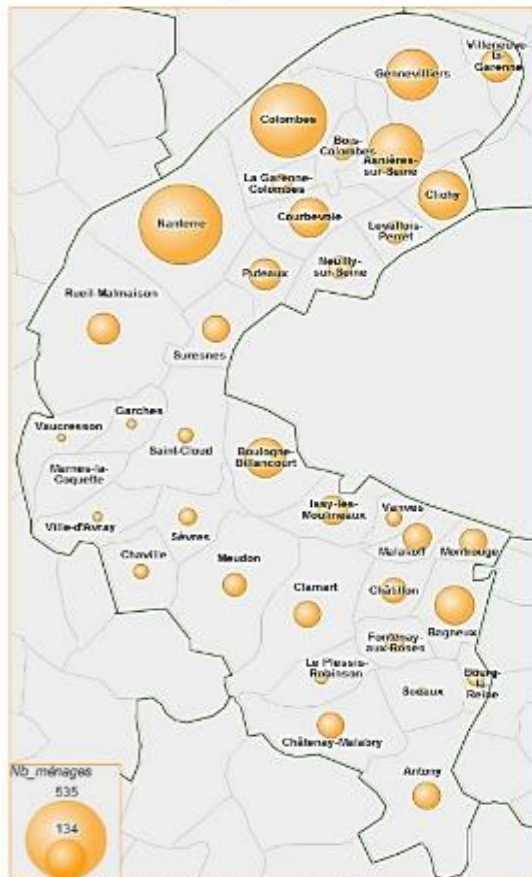 Villeneuve-
la-
Garenne
Gennevilliers
Colombes
Bois-
Colombes
Asnières-
sur-Seine
La Garenne-
Colombes
Clichy
Courbevoie
Nanterre
Levallois-
Perret
Neuilly-
sur-Seine
Puteaux
Rueil-Malmaison
Suresnes
Garches
Vaucresson
Saint-Cloud
Boulogne-
Billancourt
Marnes-la-
Coquette
Issy-les-
Moulineaux
Vanves
Ville-d'Avray
Sèvres
Malakoff
Montrouge
Chaville
Meudon
Clamart
Châtillon
Bagneux
Fontenay-
aux-Roses
Le Plessis-
Robinson
Sceaux
Bourg-
la-
Reine
Châtenay-Malabry
Antony
Nb_ménages
535
134